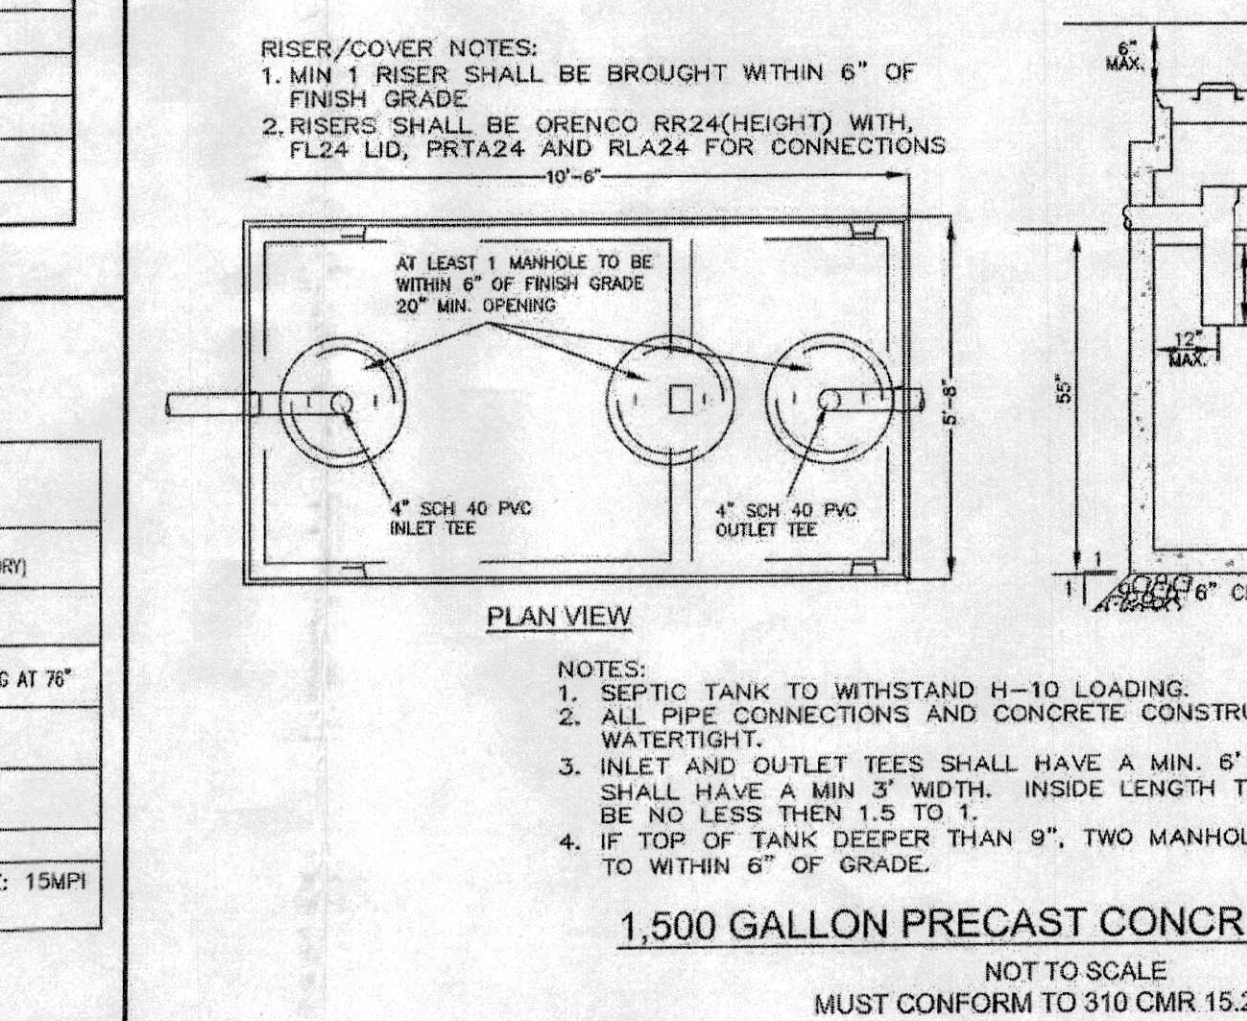 RISER/COVER NOTES:
1. MIN 1 RISER SHALL BE BROUGHT WITHIN 6" OF
FINISH GRADE
2. RISERS SHALL BE ORENCO RR24(HEIGHT) WITH,
FL24 LID, PRTA24 AND RLA24 FOR CONNECTIONS
10'-6"
AT LEAST 1 MANHOLE TO BE
WITHIN 6" OF FINISH GRADE
20" MIN. OPENING
5'-8"
4" SCH 40 PVC
INLET TEE
4" SCH 40 PVC
OUTLET TEE
PLAN VIEW
6"
MAX.
12"
MAX.
55"
1
1
6" C
RY)
G AT 76"
: 15MPI
NOTES:
1. SEPTIC TANK TO WITHSTAND H-10 LOADING.
2. ALL PIPE CONNECTIONS AND CONCRETE CONSTRU
WATERTIGHT.
3. INLET AND OUTLET TEES SHALL HAVE A MIN. 6'
SHALL HAVE A MIN 3' WIDTH. INSIDE LENGTH T
BE NO LESS THEN 1.5 TO 1.
4. IF TOP OF TANK DEEPER THAN 9", TWO MANHOL
TO WITHIN 6" OF GRADE.
1,500 GALLON PRECAST CONCR
NOT TO SCALE
MUST CONFORM TO 310 CMR 15.2